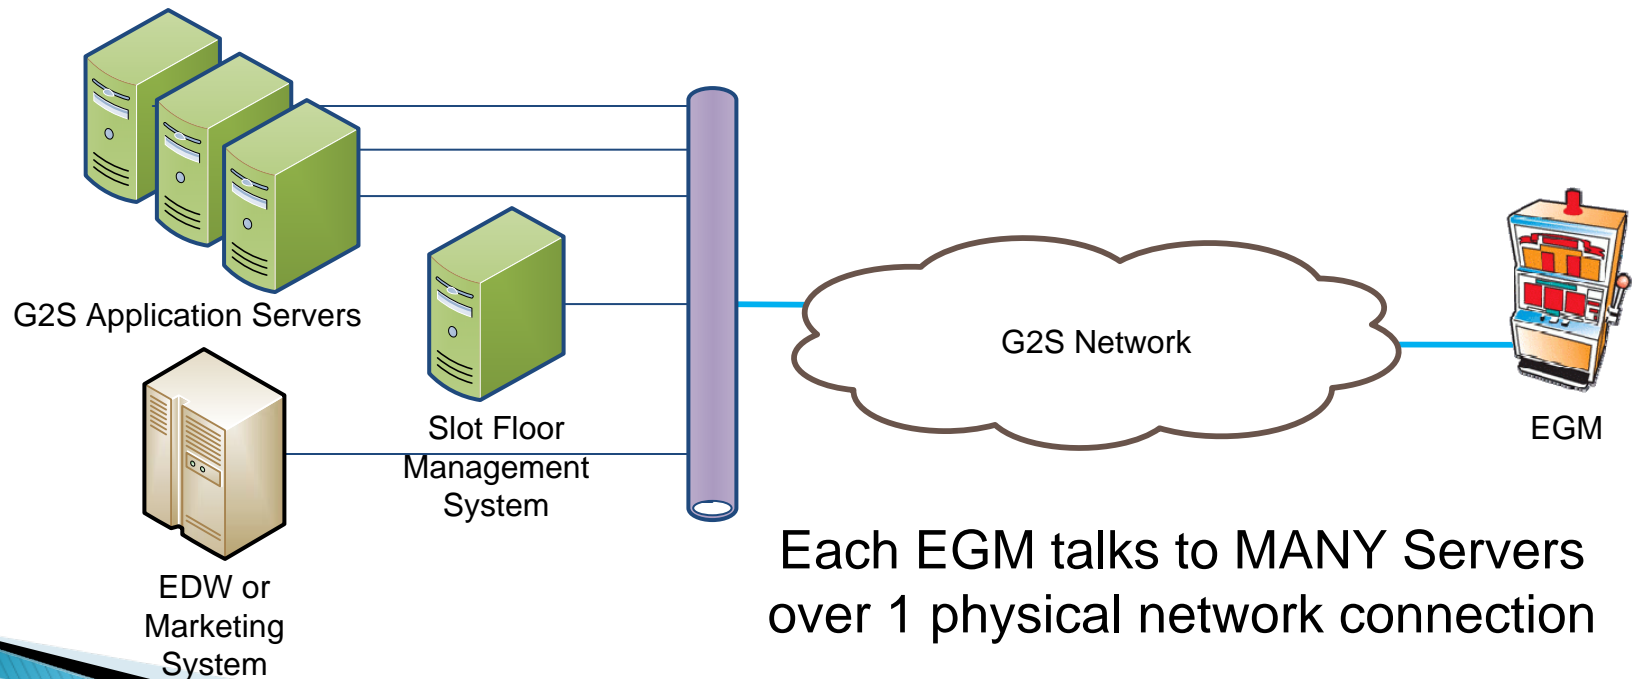 G2S Application Servers
Slot Floor
Management
System
EDW or
Marketing
System
G2S Network
EGM
Each EGM talks to MANY Servers
over 1 physical network connection